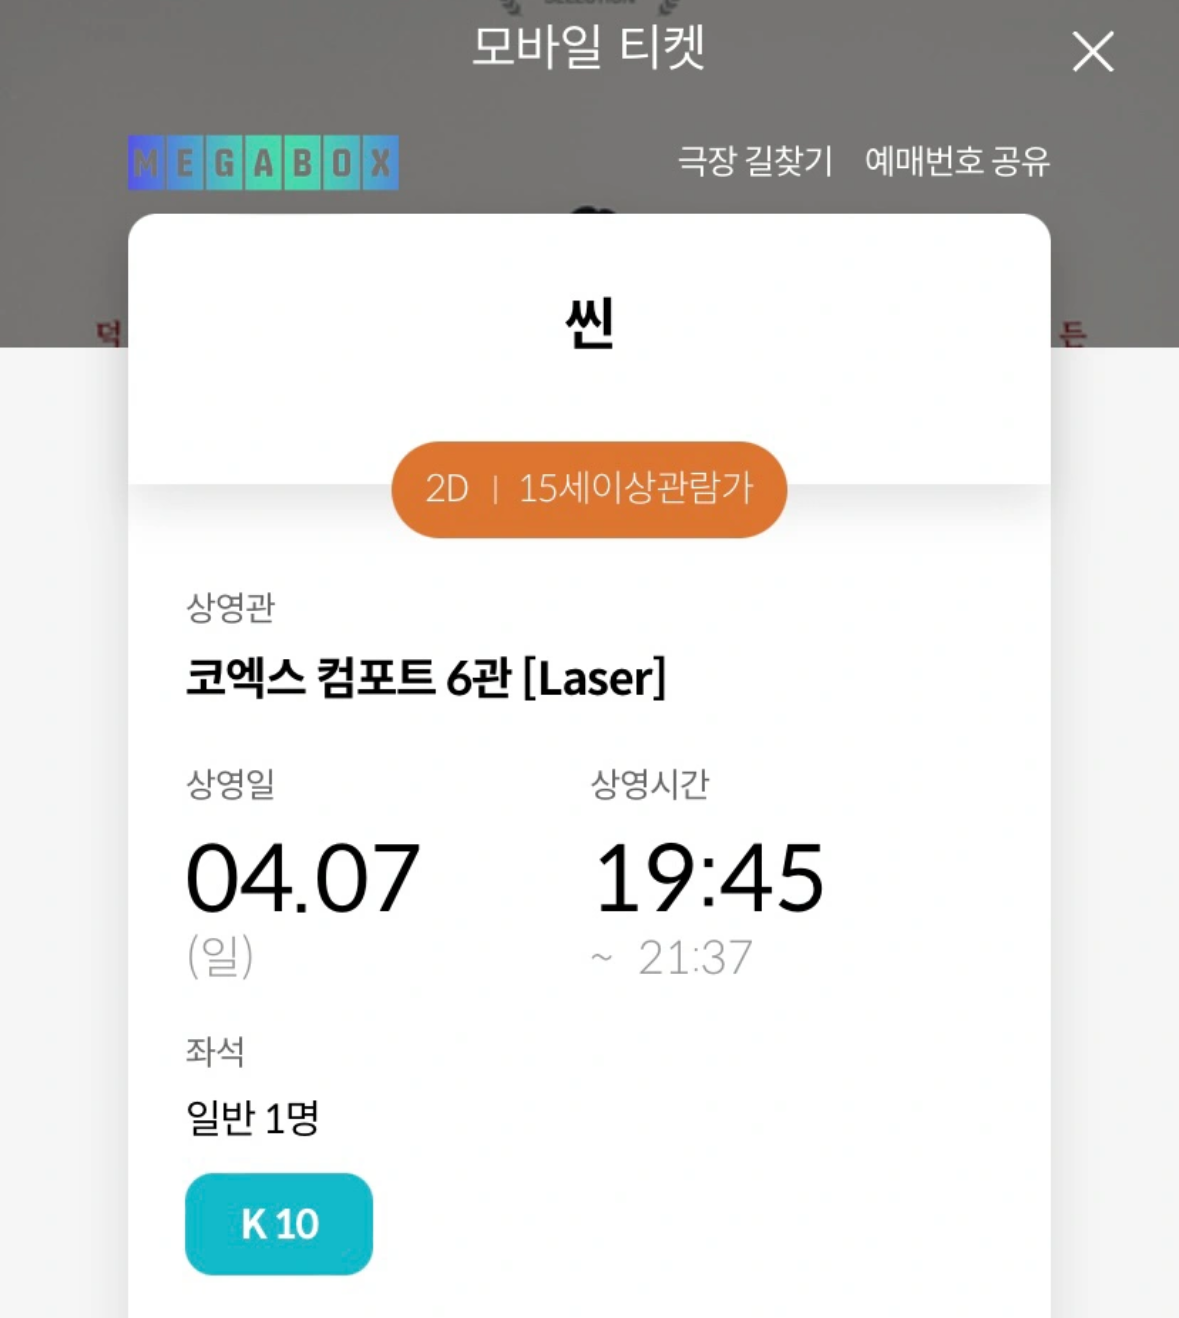 모바일 티켓
MEGABOX
극장 길찾기 예매번호 공유
덕 든
씬
2D | 15세이상관람가
상영관
코엑스 컴포트 6관 [Laser]
상영일 상영시간
04.07 19:45
(일) ~ 21:37
좌석
일반 1명
K 10